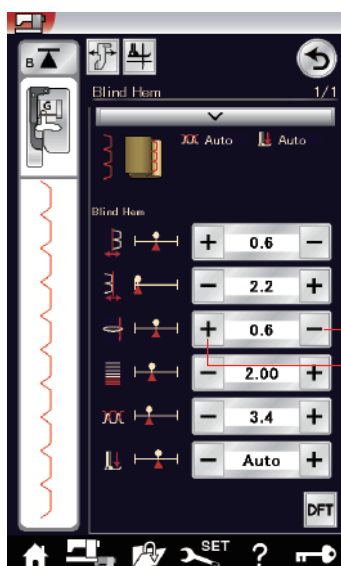 B
G
Blind Hem 1/1
Auto Auto
Blind Hem
+ 0.6 −
− 2.2 +
+ 0.6 −
− 2.00 +
− 3.4 +
− Auto +
DFT
SET ?